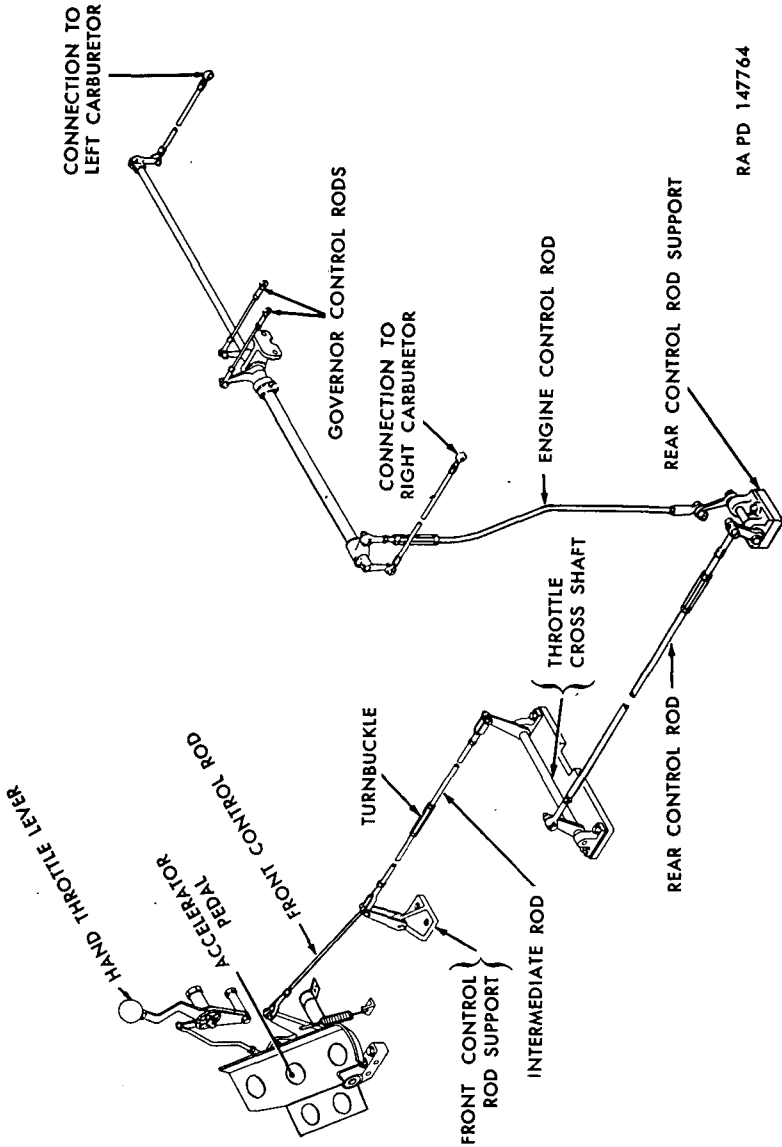 HAND THROTTLE LEVER
ACCELERATOR
PEDAL
FRONT CONTROL ROD
TURNBUCKLE
FRONT CONTROL
ROD SUPPORT
INTERMEDIATE ROD
THROTTLE
CROSS SHAFT
REAR CONTROL ROD
CONNECTION TO
LEFT CARBURETOR
GOVERNOR CONTROL RODS
CONNECTION TO
RIGHT CARBURETOR
ENGINE CONTROL ROD
REAR CONTROL ROD SUPPORT
RA PD 147764